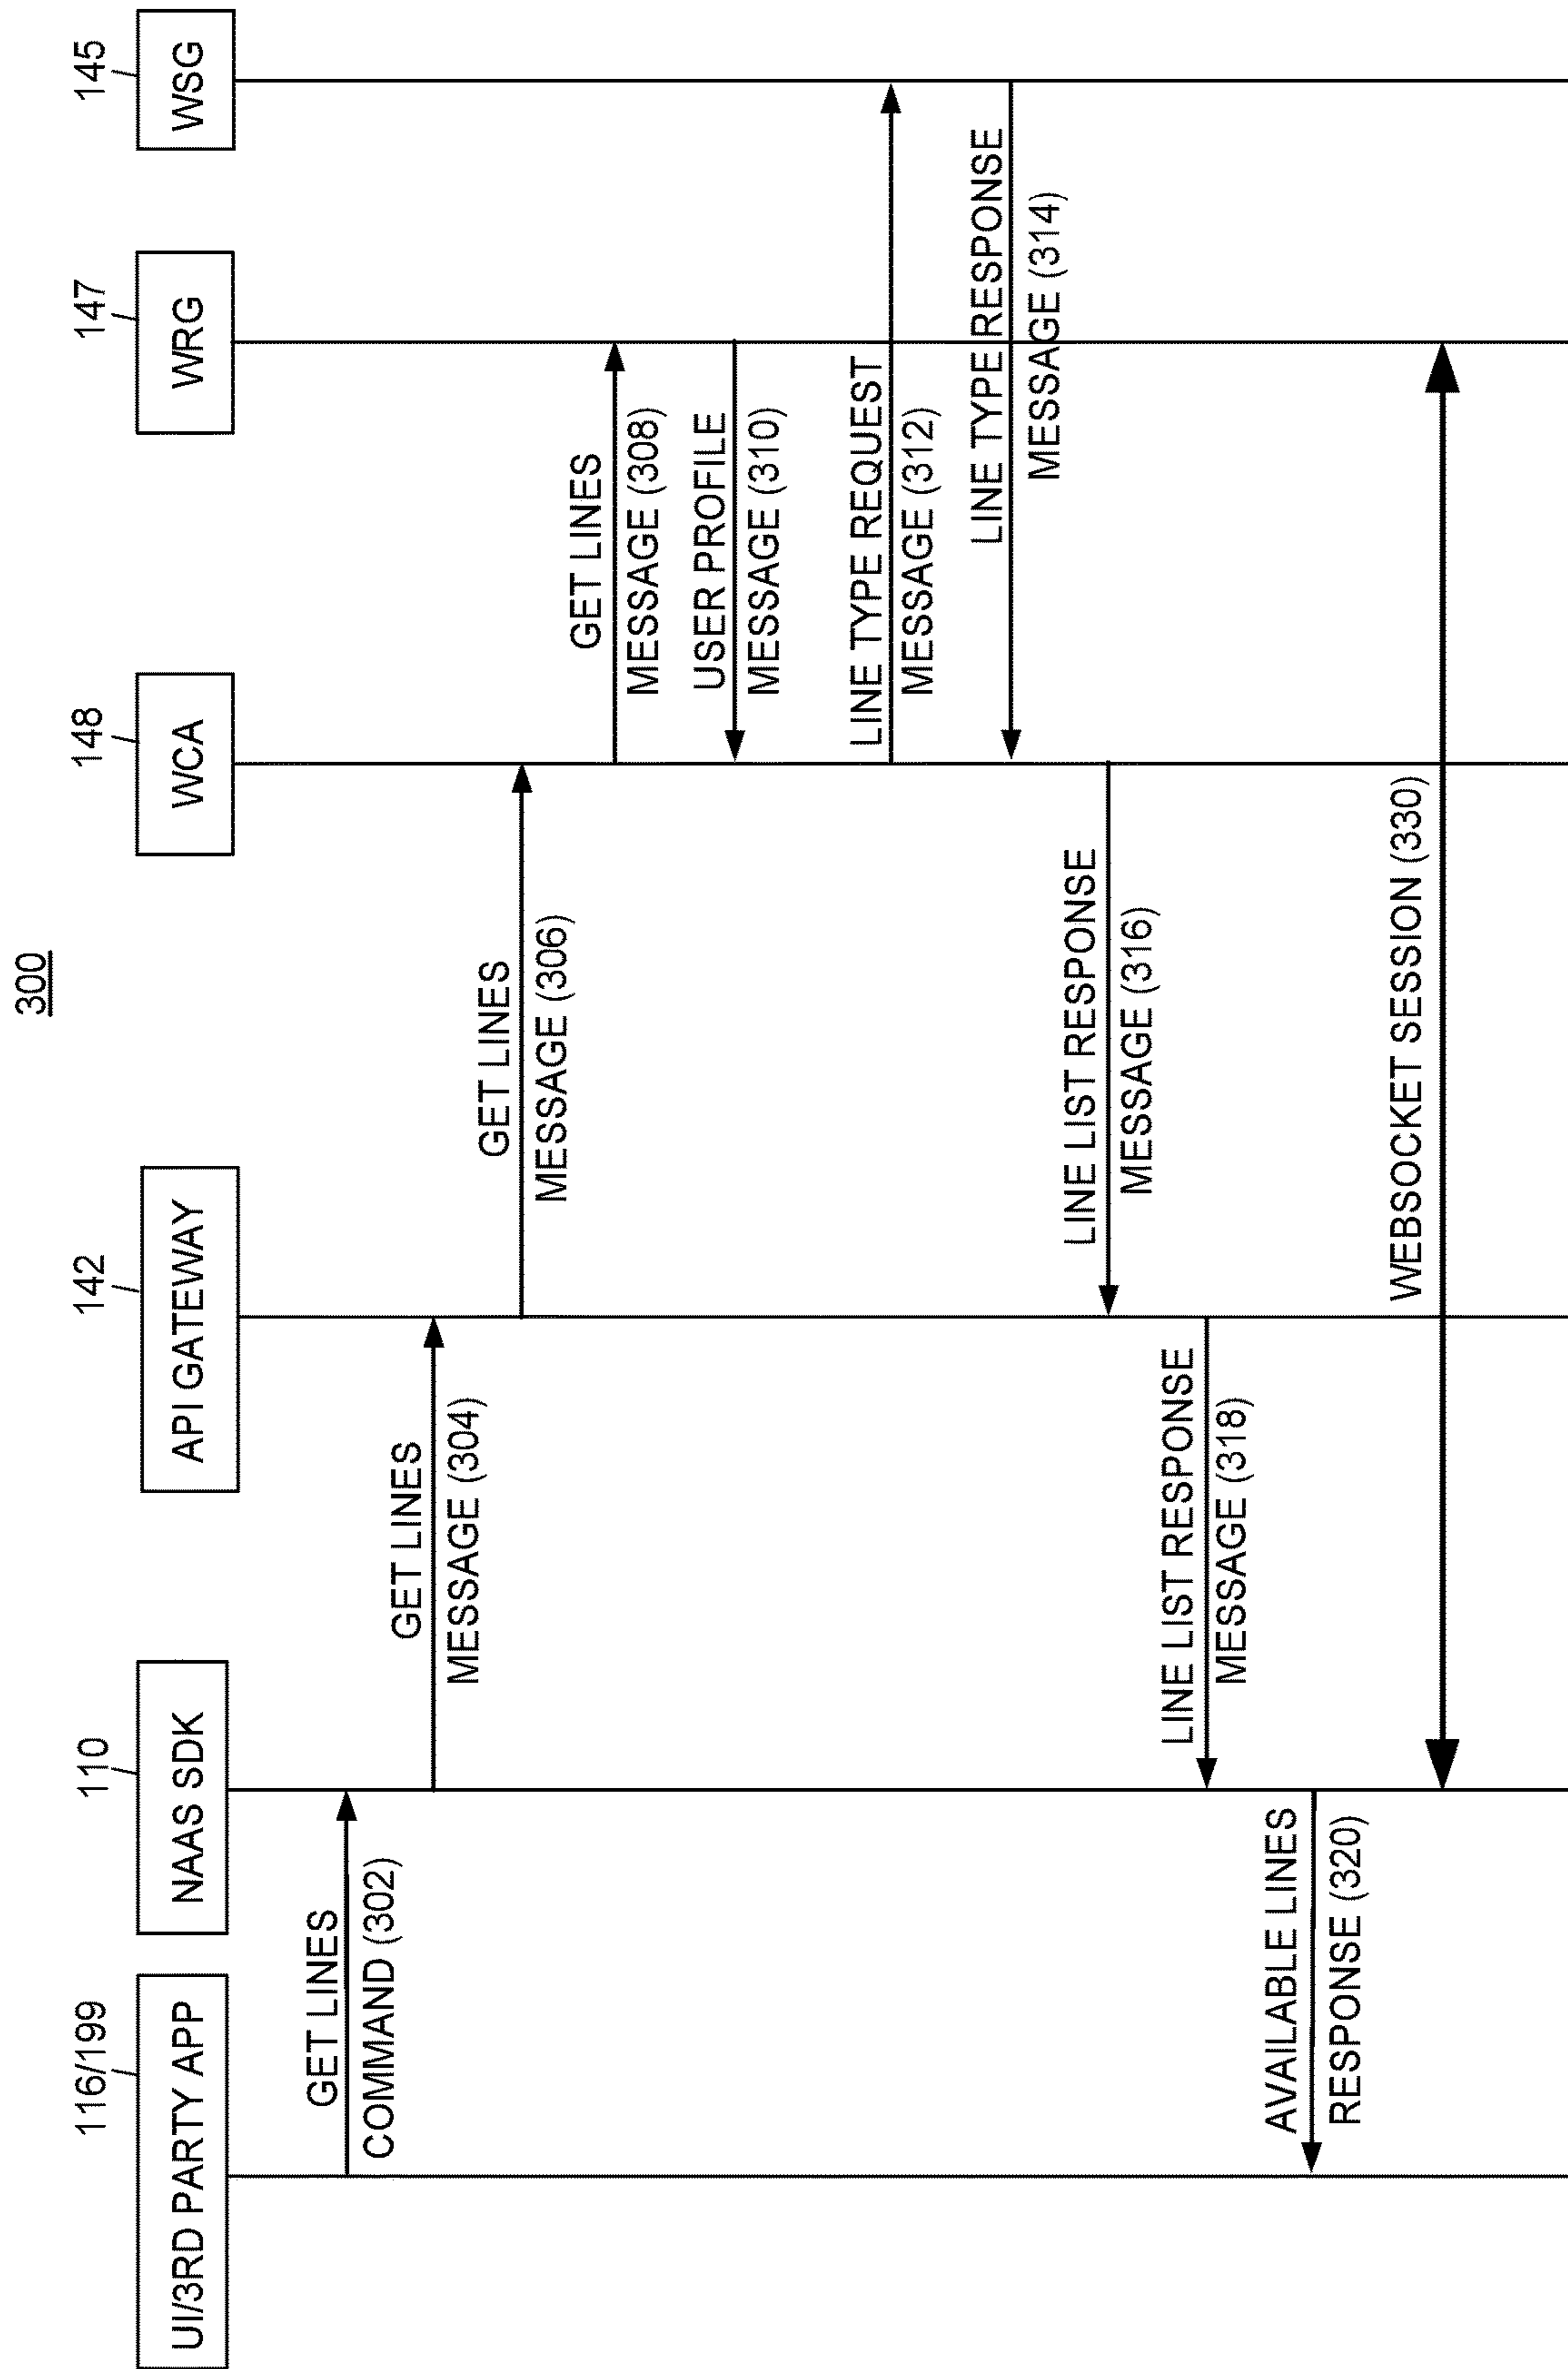 300
116/199
110
142
148
147
145
UI/3RD PARTY APP
NAAS SDK
API GATEWAY
WCA
WRG
WSG
GET LINES
COMMAND (302)
GET LINES
MESSAGE (304)
GET LINES
MESSAGE (306)
GET LINES
MESSAGE (308)
USER PROFILE
MESSAGE (310)
LINE TYPE REQUEST
MESSAGE (312)
LINE TYPE RESPONSE
MESSAGE (314)
LINE LIST RESPONSE
MESSAGE (316)
LINE LIST RESPONSE
MESSAGE (318)
AVAILABLE LINES
RESPONSE (320)
WEBSOCKET SESSION (330)